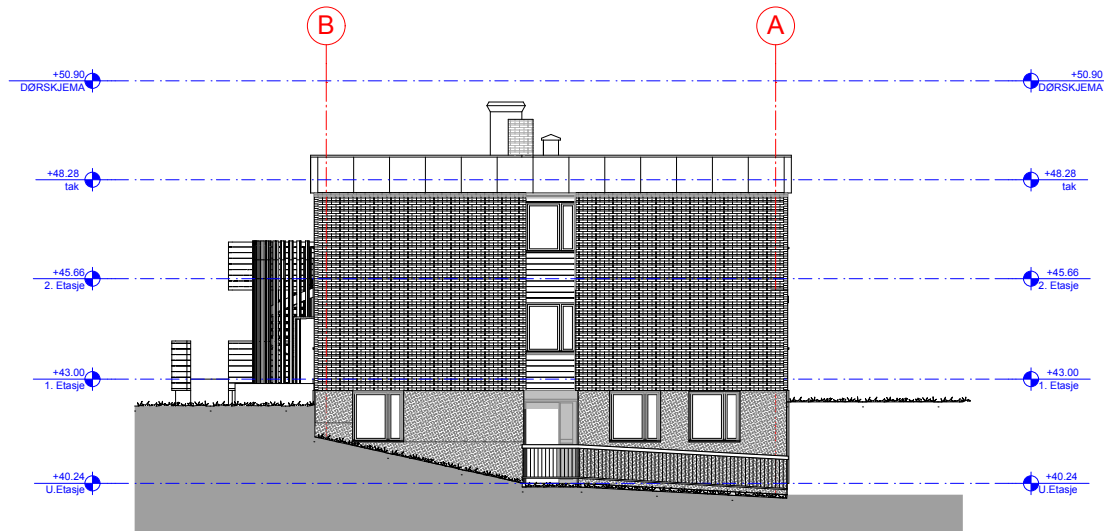 B
A
+50.90
DØRSKJEMA
+50.90
DØRSKJEMA
+48.28
tak
+48.28
tak
+45.66
2. Etasje
+45.66
2. Etasje
+43.00
1. Etasje
+43.00
1. Etasje
+40.24
U.Etasje
+40.24
U.Etasje